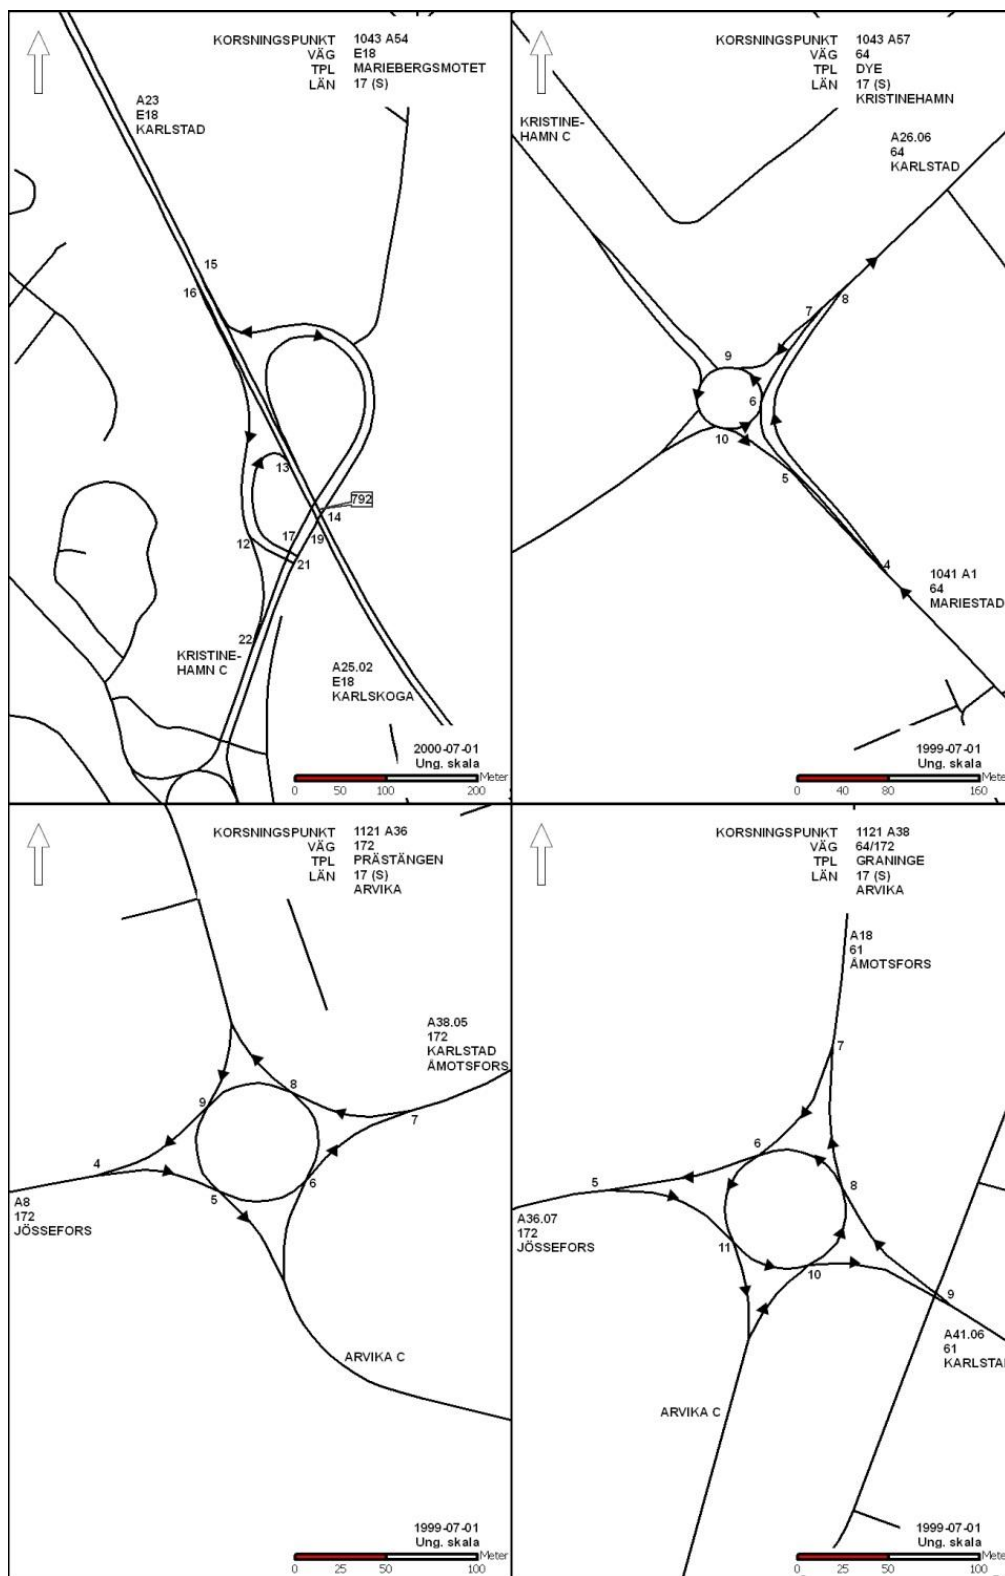 KORSNINGSPUNKT 1043 A54
VÄG E18
TPL MARIEBERGSMOTET
LÄN 17 (S)
A23
E18
KARLSTAD
15
16
13
792
14
17
19
12
21
22
KRISTINE-
HAMN C
A25.02
E18
KARLSKOGA
2000-07-01
Ung. skala
Meter
0 50 100 200
KORSNINGSPUNKT 1043 A57
VÄG 64
TPL DYE
LÄN 17 (S)
KRISTINEHAMN
KRISTINE-
HAMN C
A26.06
64
KARLSTAD
8
7
9
6
10
5
4
1041 A1
64
MARIESTAD
1999-07-01
Ung. skala
Meter
0 40 80 160
KORSNINGSPUNKT 1121 A36
VÄG 172
TPL PRÄSTÄNGEN
LÄN 17 (S)
ARVIKA
A38.05
172
KARLSTAD
ÅMOTSFORS
8
9
7
4
6
5
A8
172
JÖSSEFORS
ARVIKA C
1999-07-01
Ung. skala
Meter
0 25 50 100
KORSNINGSPUNKT 1121 A38
VÄG 64/172
TPL GRANINGE
LÄN 17 (S)
ARVIKA
A18
61
ÅMOTSFORS
7
6
5
8
A36.07
172
JÖSSEFORS
11
10
9
A41.06
61
KARLSTAD
ARVIKA C
1999-07-01
Ung. skala
Meter
0 25 50 100